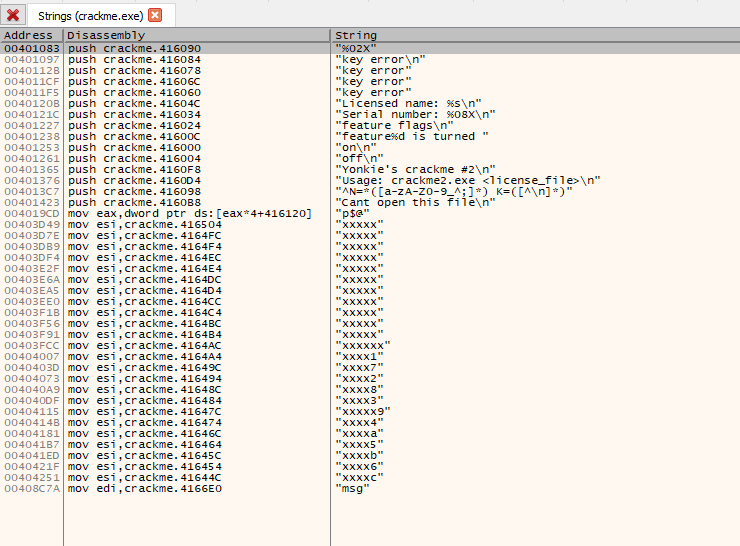 Strings (crackme.exe)
Address Disassembly String
00401083 push crackme.416090 "%02X"
00401097 push crackme.416084 "key error\n"
0040112B push crackme.416078 "key error\n"
004011CF push crackme.41606C "key error\n"
004011F5 push crackme.416060 "key error\n"
0040120B push crackme.41604C "Licensed name: %s\n"
0040121C push crackme.416034 "Serial number: %08X\n"
00401227 push crackme.416024 "feature flags\n"
00401238 push crackme.41600C "feature%d is turned "
00401253 push crackme.416000 "on\n"
00401261 push crackme.416004 "off\n"
00401365 push crackme.4160F8 "Yonkie's crackme #2\n"
00401376 push crackme.4160D4 "Usage: crackme2.exe <license_file>\n"
004013C7 push crackme.416098 "^N=*([a-zA-Z0-9_^;]*) K=([^\n]*)"
00401423 push crackme.4160B8 "Cant open this file\n"
004019CD mov eax,dword ptr ds:[eax*4+416120] "p$@"
00403D49 mov esi,crackme.416504 "xxxxx"
00403D7E mov esi,crackme.4164FC "xxxxx"
00403DB9 mov esi,crackme.4164F4 "xxxxx"
00403DF4 mov esi,crackme.4164EC "xxxxx"
00403E2F mov esi,crackme.4164E4 "xxxxx"
00403E6A mov esi,crackme.4164DC "xxxxx"
00403EA5 mov esi,crackme.4164D4 "xxxxx"
00403EE0 mov esi,crackme.4164CC "xxxxx"
00403F1B mov esi,crackme.4164C4 "xxxxx"
00403F56 mov esi,crackme.4164BC "xxxxx"
00403F91 mov esi,crackme.4164B4 "xxxxx"
00403FCC mov esi,crackme.4164AC "xxxxxx"
00404007 mov esi,crackme.4164A4 "xxxx1"
0040403D mov esi,crackme.41649C "xxxx7"
00404073 mov esi,crackme.416494 "xxxx2"
004040A9 mov esi,crackme.41648C "xxxx8"
004040DF mov esi,crackme.416484 "xxxx3"
00404115 mov esi,crackme.41647C "xxxxx9"
0040414B mov esi,crackme.416474 "xxxx4"
00404181 mov esi,crackme.41646C "xxxxa"
004041B7 mov esi,crackme.416464 "xxxx5"
004041ED mov esi,crackme.41645C "xxxxb"
0040421F mov esi,crackme.416454 "xxxx6"
00404251 mov esi,crackme.41644C "xxxxc"
00408C7A mov edi,crackme.4166E0 "msg"